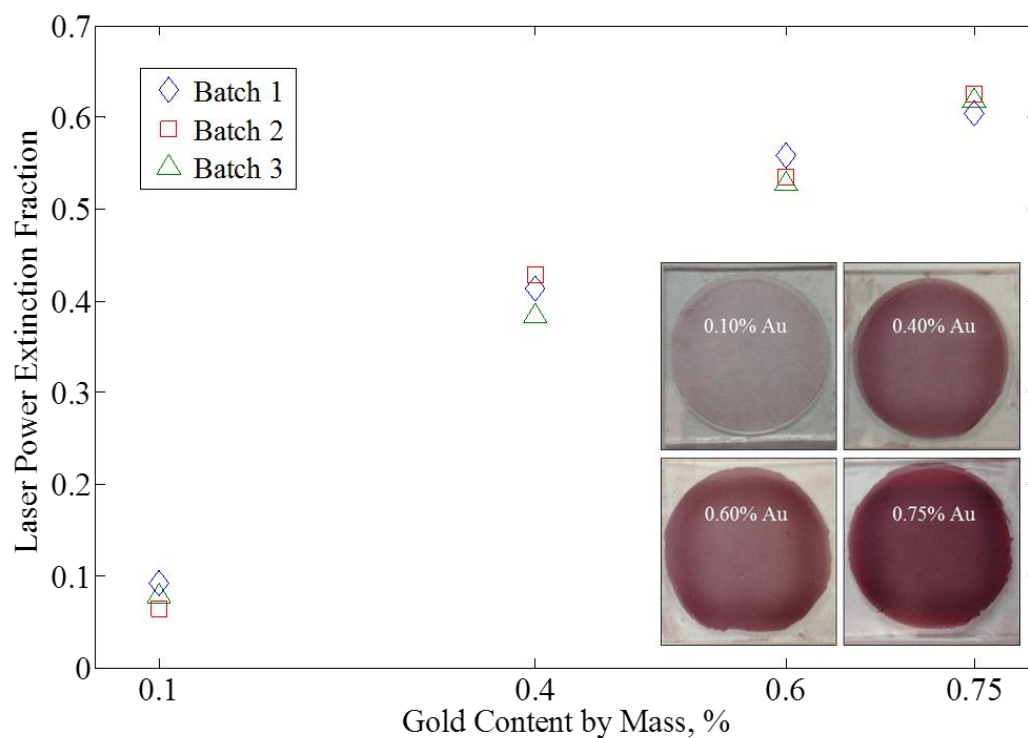 0.7
0.6
0.5
0.4
0.3
0.2
0.1
0
Laser Power Extinction Fraction
Batch 1
Batch 2
Batch 3
0.10% Au
0.40% Au
0.60% Au
0.75% Au
0.1
0.4
0.6
0.75
Gold Content by Mass, %